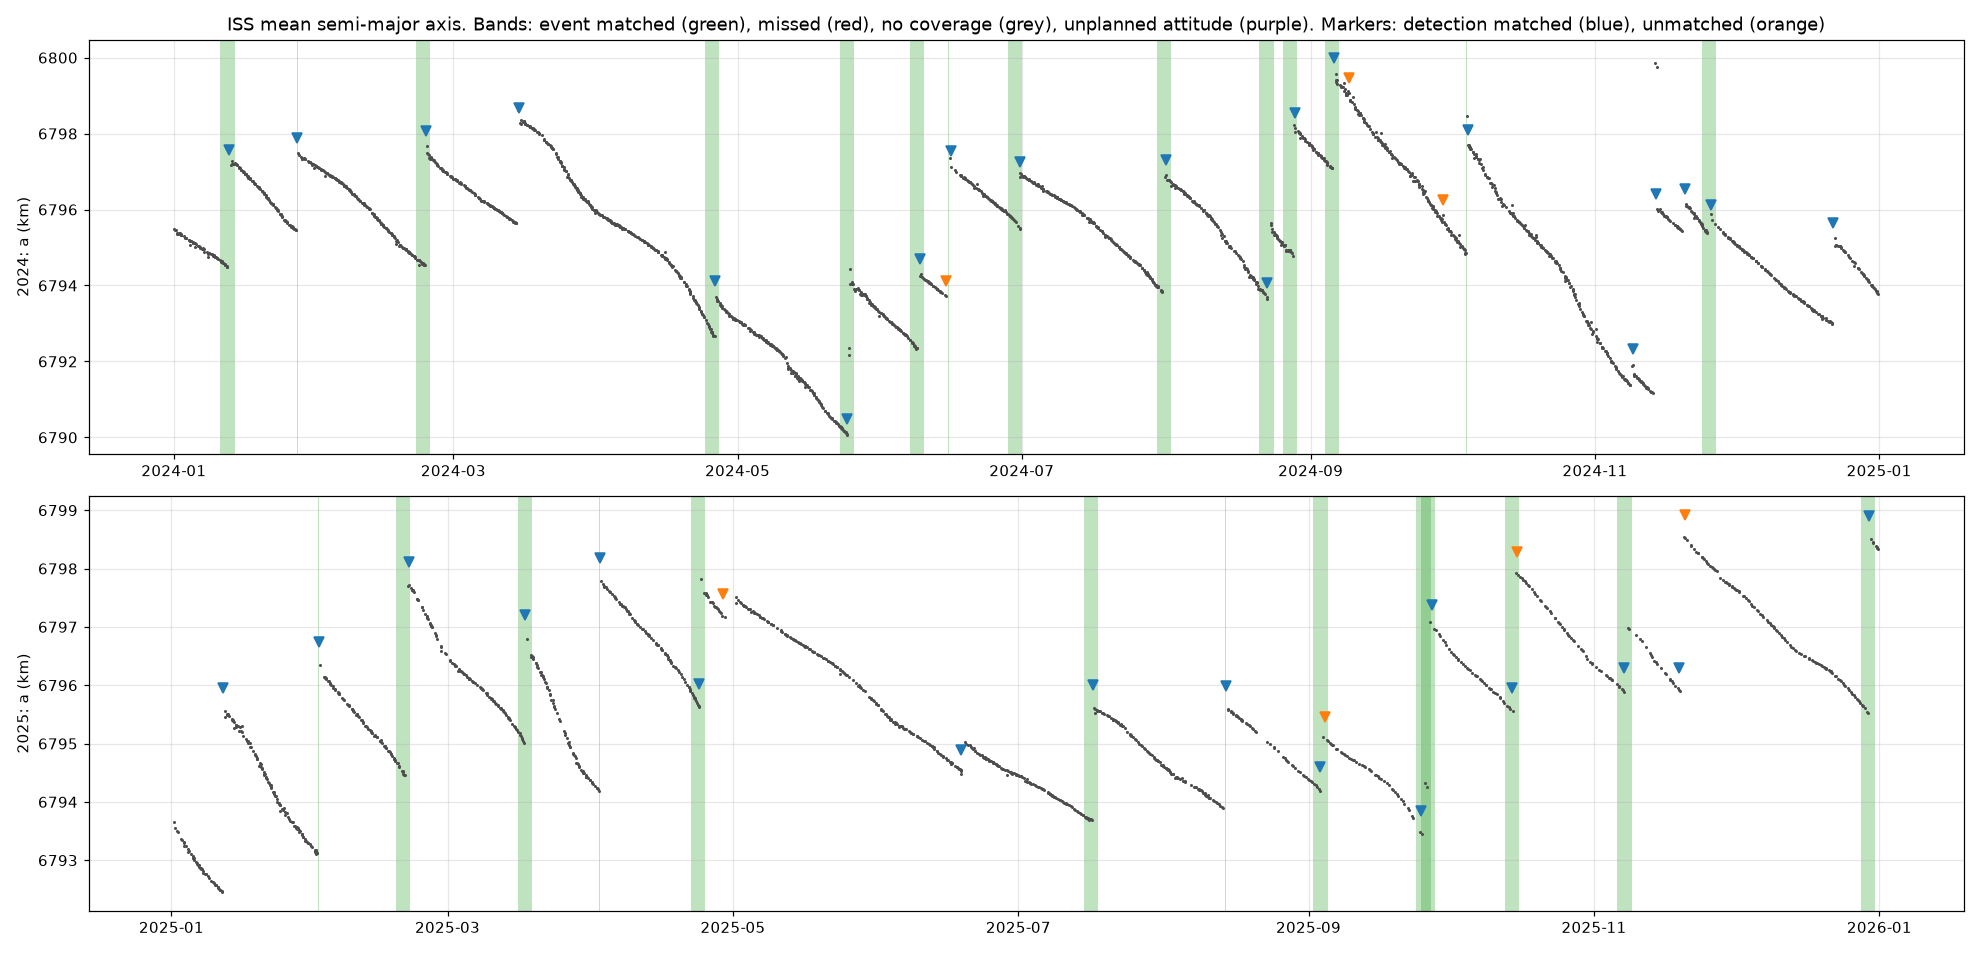 ISS mean semi-major axis. Bands: event matched (green), missed (red), no coverage (grey), unplanned attitude (purple). Markers: detection matched (blue), unmatched (orange)
2024: a (km)
6800
6798
6796
6794
6792
6790
2024-01 2024-03 2024-05 2024-07 2024-09 2024-11 2025-01
2025: a (km)
6799
6798
6797
6796
6795
6794
6793
2025-01 2025-03 2025-05 2025-07 2025-09 2025-11 2026-01